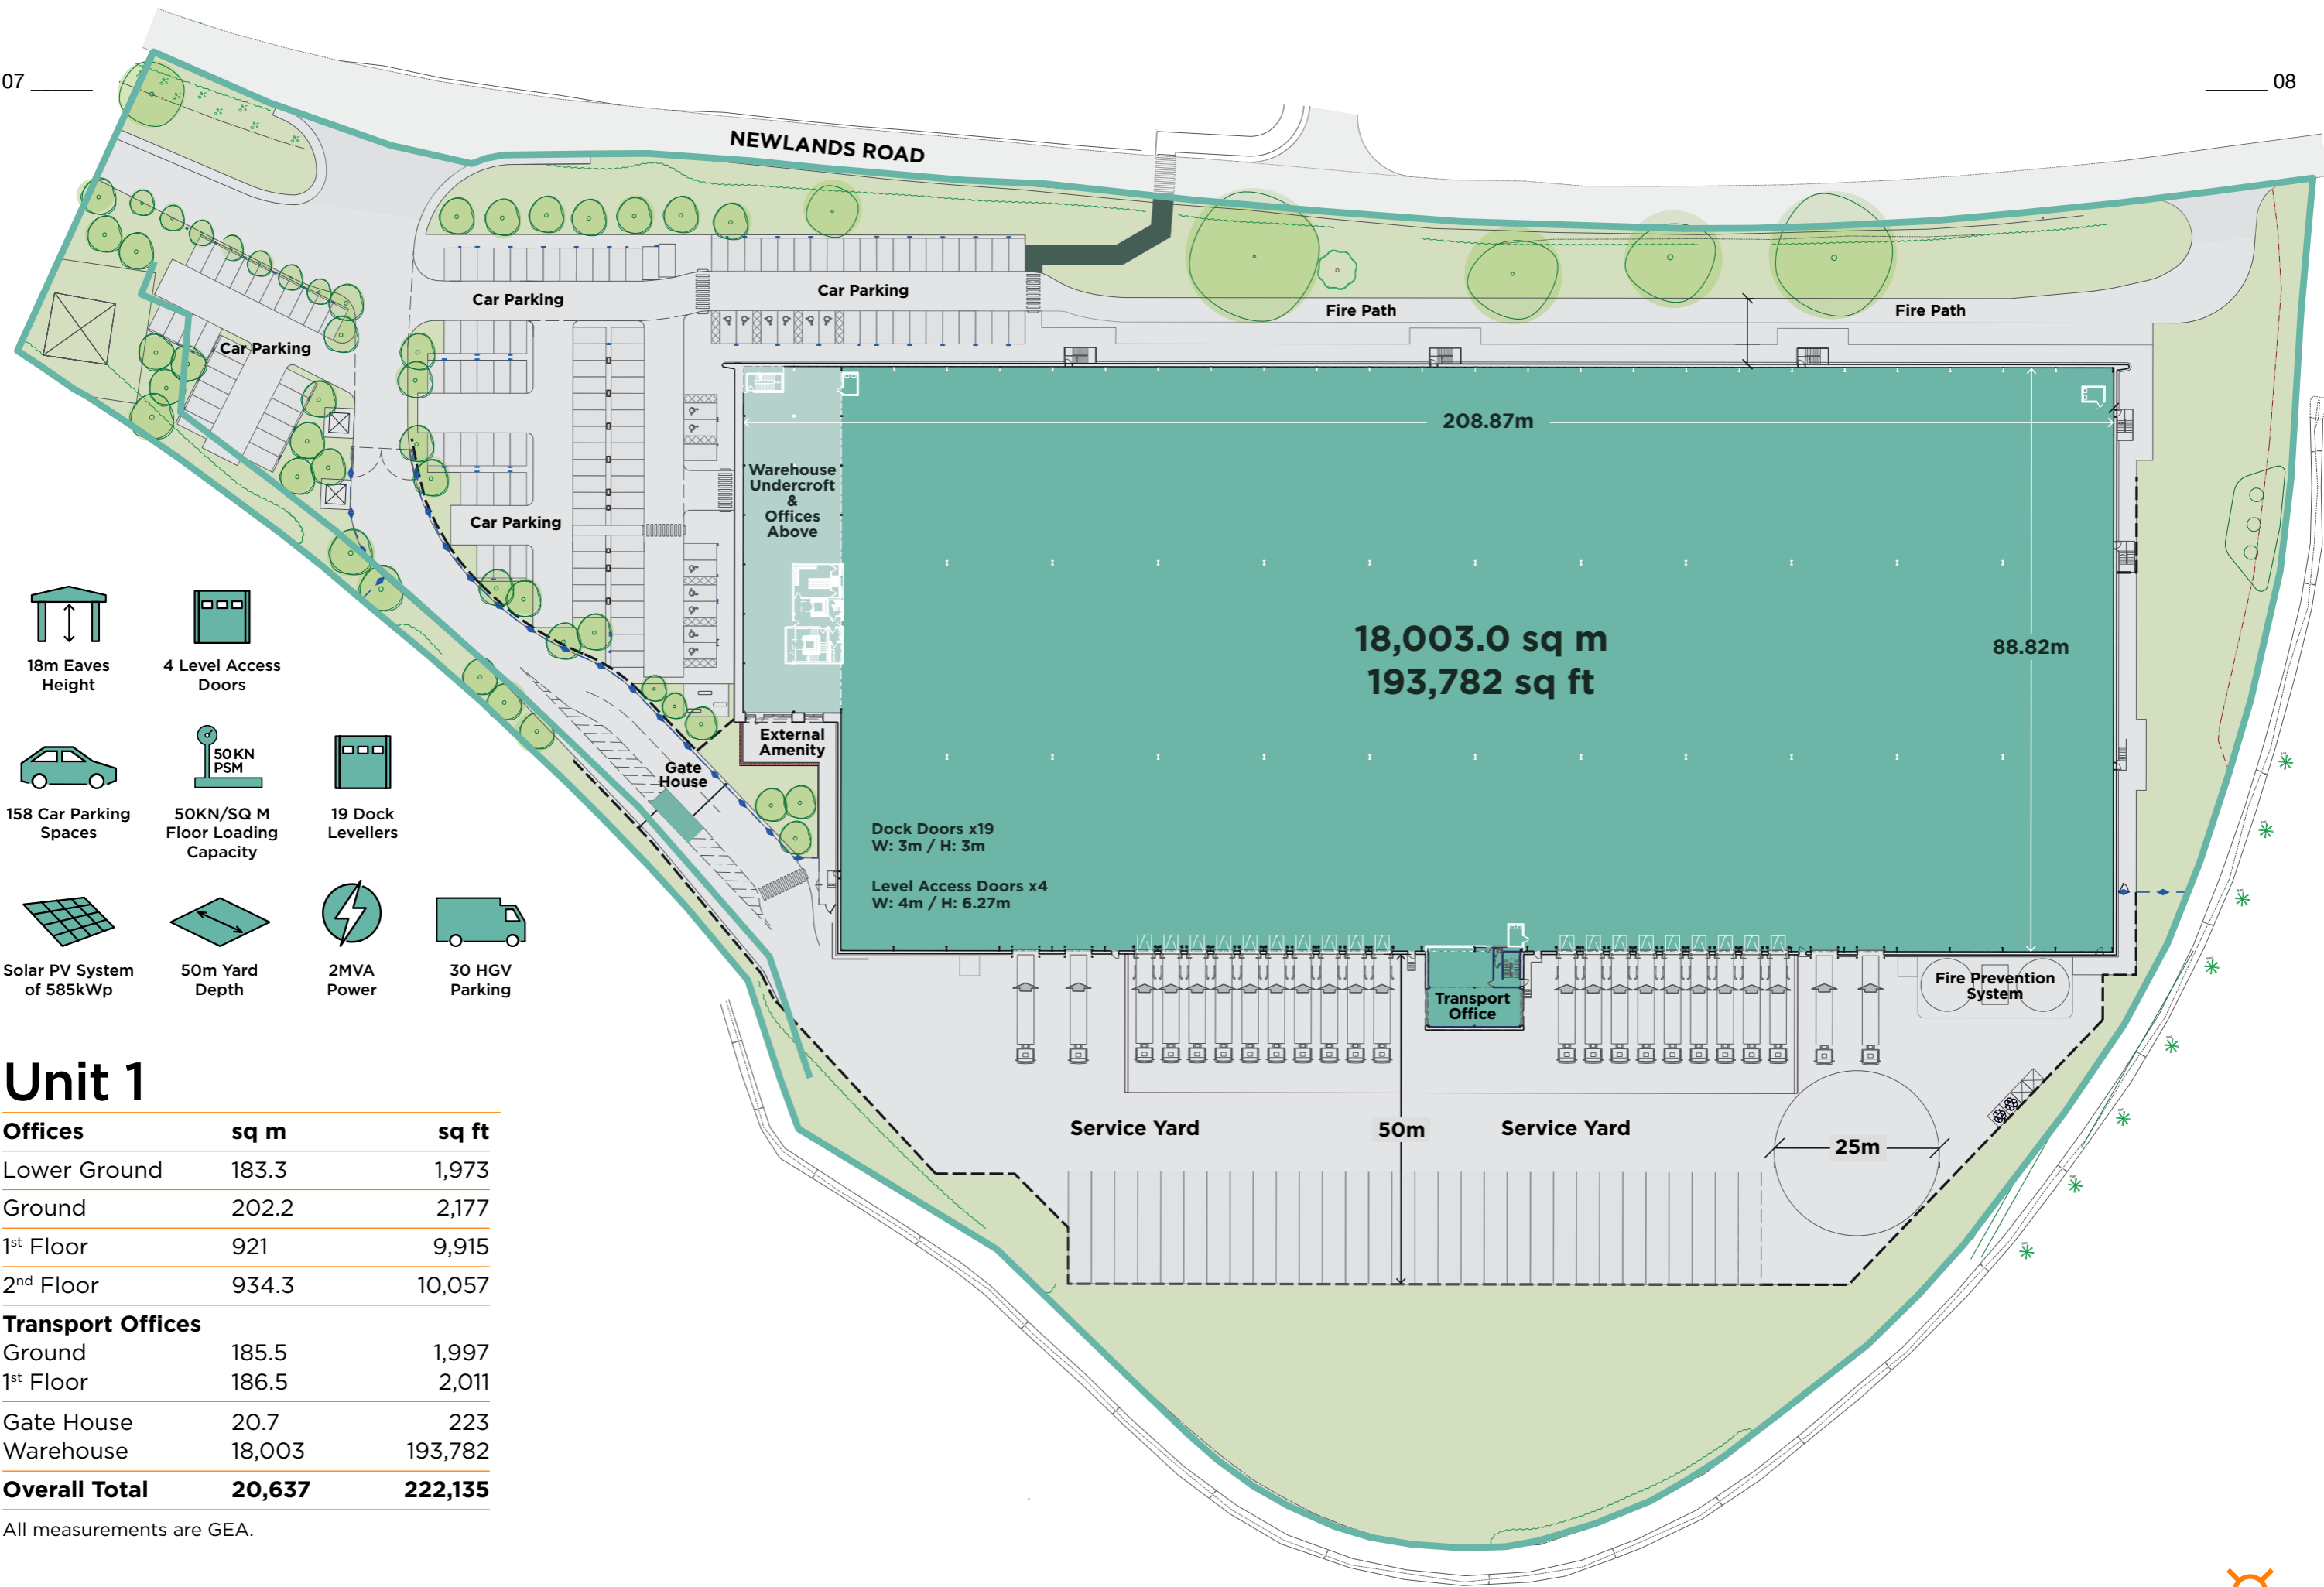 07
08
NEWLANDS ROAD
Car Parking
Car Parking
Fire Path
Fire Path
Car Parking
208.87m
Warehouse
Undercroft
&
Offices
Above
Car Parking
18,003.0 sq m
193,782 sq ft
88.82m
18m Eaves
Height
4 Level Access
Doors
50KN
PSM
158 Car Parking
Spaces
50KN/SQ M
Floor Loading
Capacity
19 Dock
Levellers
Solar PV System
of 585kWp
50m Yard
Depth
2MVA
Power
30 HGV
Parking
External
Amenity
Gate
House
Dock Doors x19
W: 3m / H: 3m
Level Access Doors x4
W: 4m / H: 6.27m
Transport
Office
Fire Prevention
System
Service Yard
50m
Service Yard
25m
Unit 1
Offices sq m sq ft
Lower Ground 183.3 1,973
Ground 202.2 2,177
1st Floor 921 9,915
2nd Floor 934.3 10,057
Transport Offices
Ground 185.5 1,997
1st Floor 186.5 2,011
Gate House 20.7 223
Warehouse 18,003 193,782
Overall Total 20,637 222,135
All measurements are GEA.